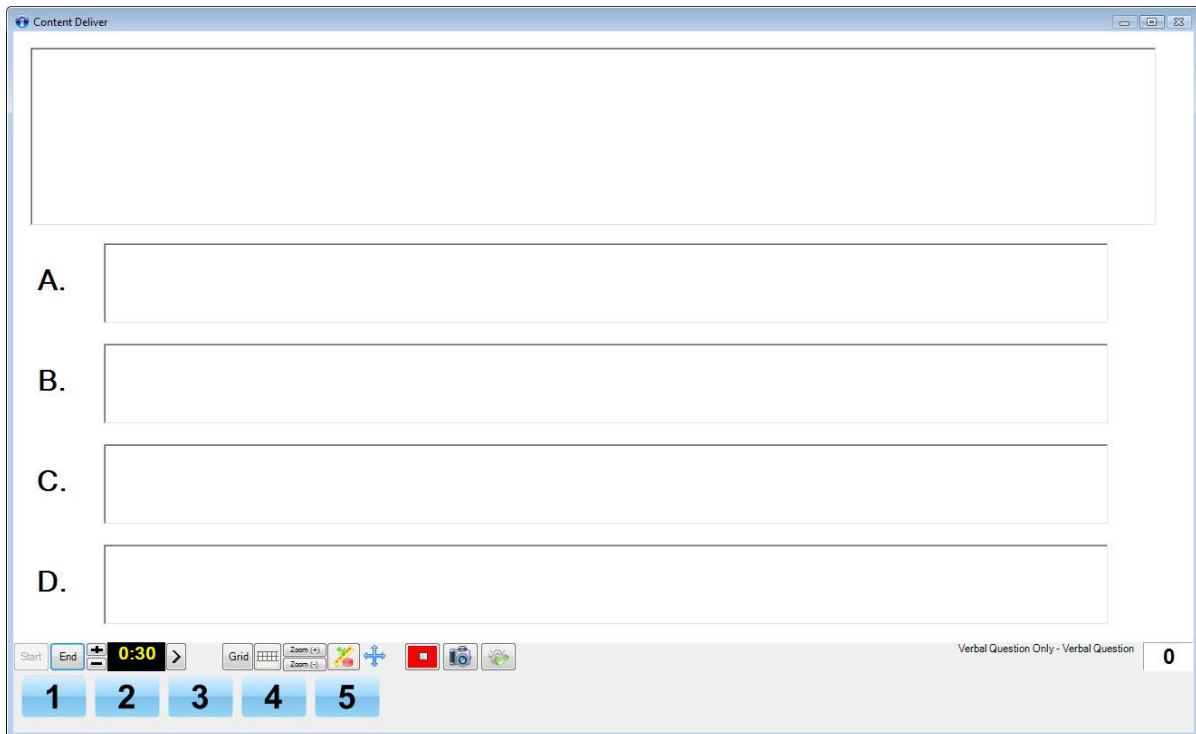 Content Deliver
A.
B.
C.
D.
Start End + - 0:30 > Grid Zoom (+) Zoom (-) Verbal Question Only - Verbal Question 0
1 2 3 4 5